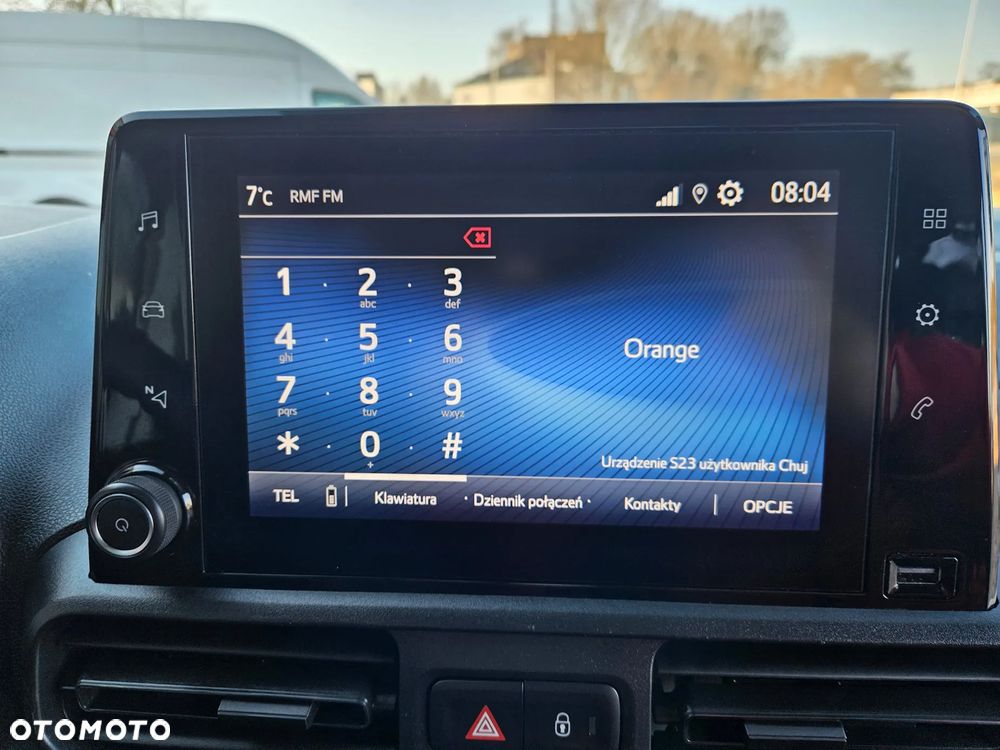 7°C RMF FM 08:04
1 2 3
abc def
4 5 6
ghi jkl mno
7 8 9
pqrs tuv wxyz
* 0 #
+
Orange
Urządzenie S23 użytkownika Chuj
TEL Klawiatura Dziennik połączeń Kontakty OPCJE
N
OTOMOTO